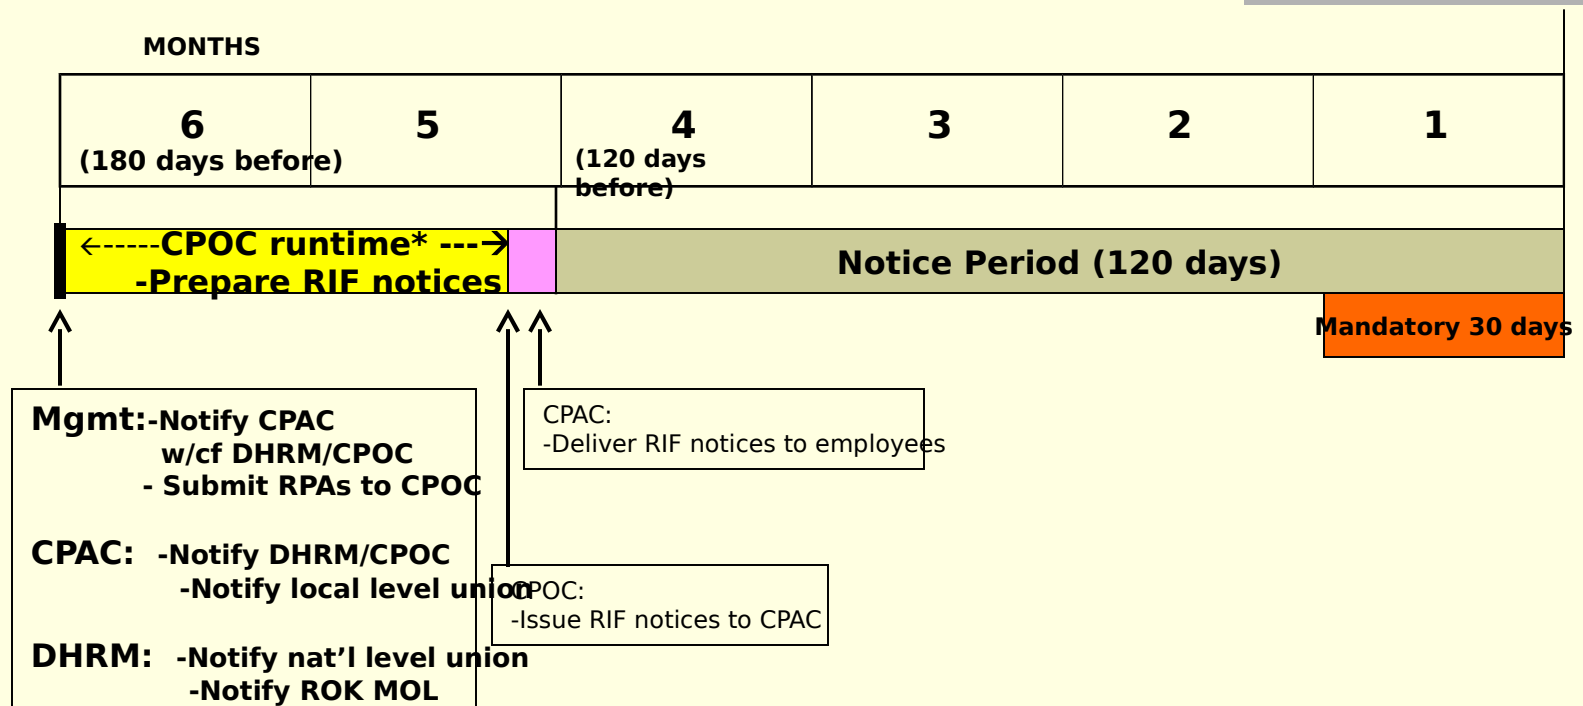 MONTHS
6
(180 days before)
5
4
(120 days
before)
3
2
1
←------CPOC runtime* ---→
-Prepare RIF notices
Notice Period (120 days)
Mandatory 30 days
Mgmt:-Notify CPAC
w/cf DHRM/CPOC
- Submit RPAs to CPOC
CPAC: -Notify DHRM/CPOC
-Notify local level union
DHRM: -Notify nat’l level union
-Notify ROK MOL
CPAC:
-Deliver RIF notices to employees
CPOC:
-Issue RIF notices to CPAC